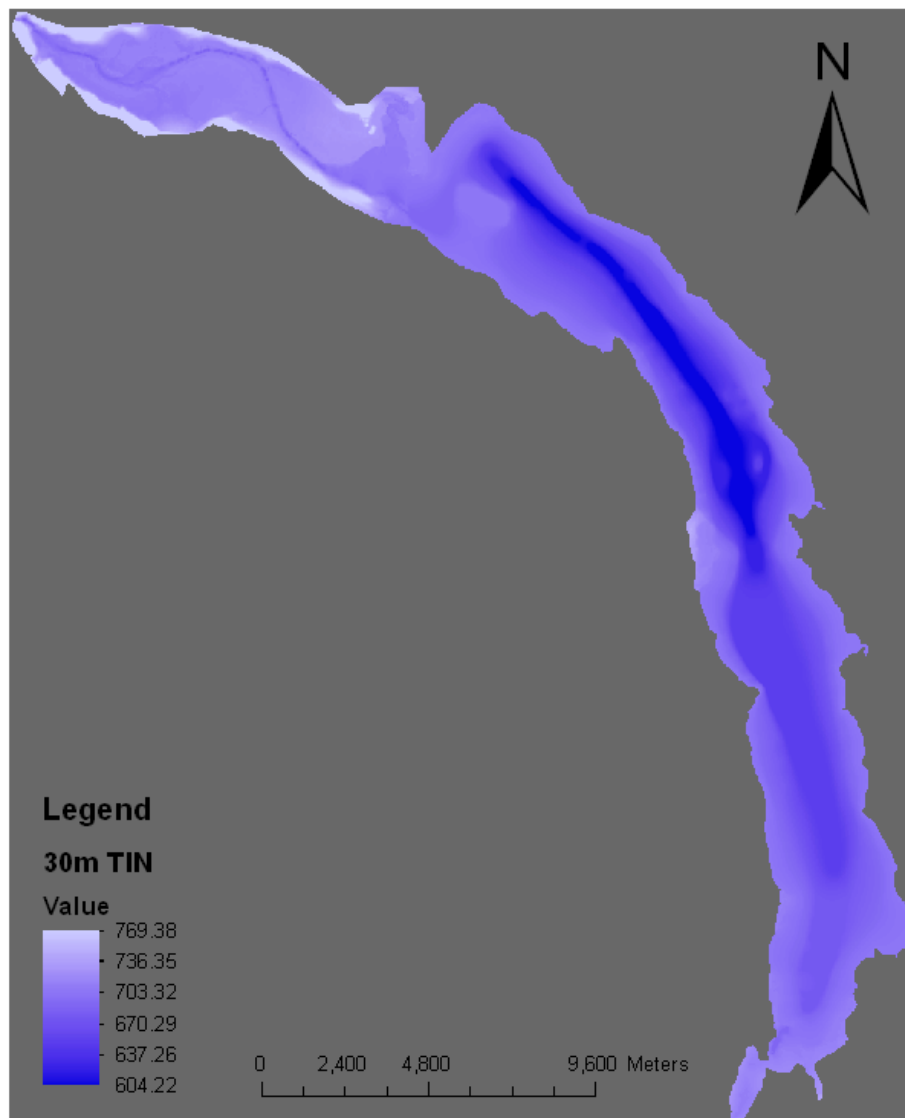 N
Legend
30m TIN
Value
769.38
736.35
703.32
670.29
637.26
604.22
0 2,400 4,800 9,600 Meters